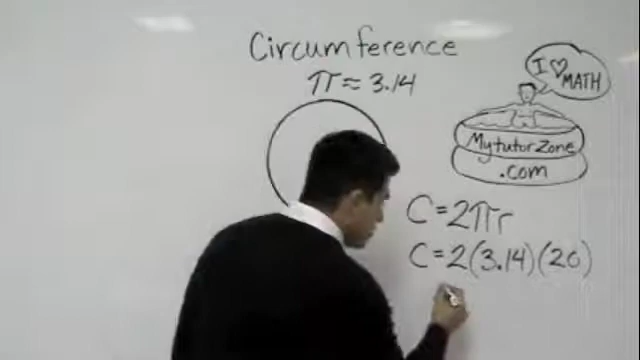 Circumference
π ≈ 3.14
I ♡ MATH
MytutorZone
.com
C = 2πr
C = 2(3.14)(20)